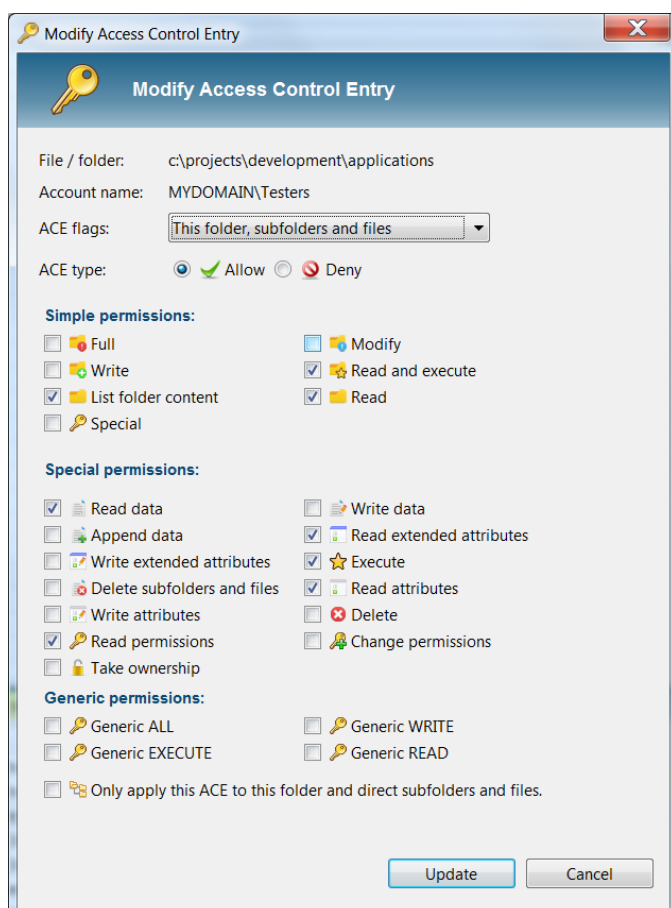 Modify Access Control Entry
Modify Access Control Entry
File / folder: c:\projects\development\applications
Account name: MYDOMAIN\Testers
ACE flags: This folder, subfolders and files
ACE type: Allow Deny
Simple permissions:
Full Modify
Write Read and execute
List folder content Read
Special
Special permissions:
Read data Write data
Append data Read extended attributes
Write extended attributes Execute
Delete subfolders and files Read attributes
Write attributes Delete
Read permissions Change permissions
Take ownership
Generic permissions:
Generic ALL Generic WRITE
Generic EXECUTE Generic READ
Only apply this ACE to this folder and direct subfolders and files.
Update Cancel